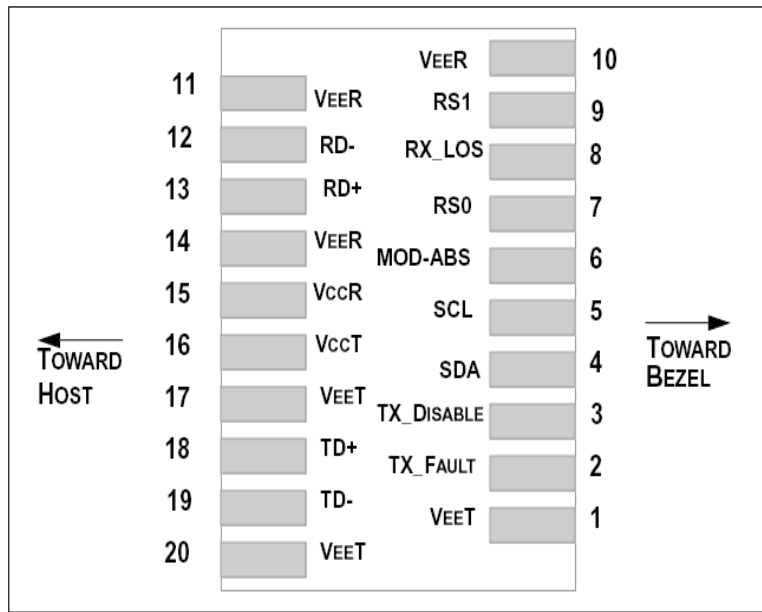 VEER 10
11 VEER
RS1 9
12 RD-
RX_LOS 8
13 RD+
RS0 7
14 VEER
MOD-ABS 6
15 VCCR
SCL 5
16 VCCT
SDA 4
17 VEET
TX_DISABLE 3
18 TD+
TX_FAULT 2
19 TD-
VEET 1
20 VEET
TOWARD
HOST
TOWARD
BEZEL